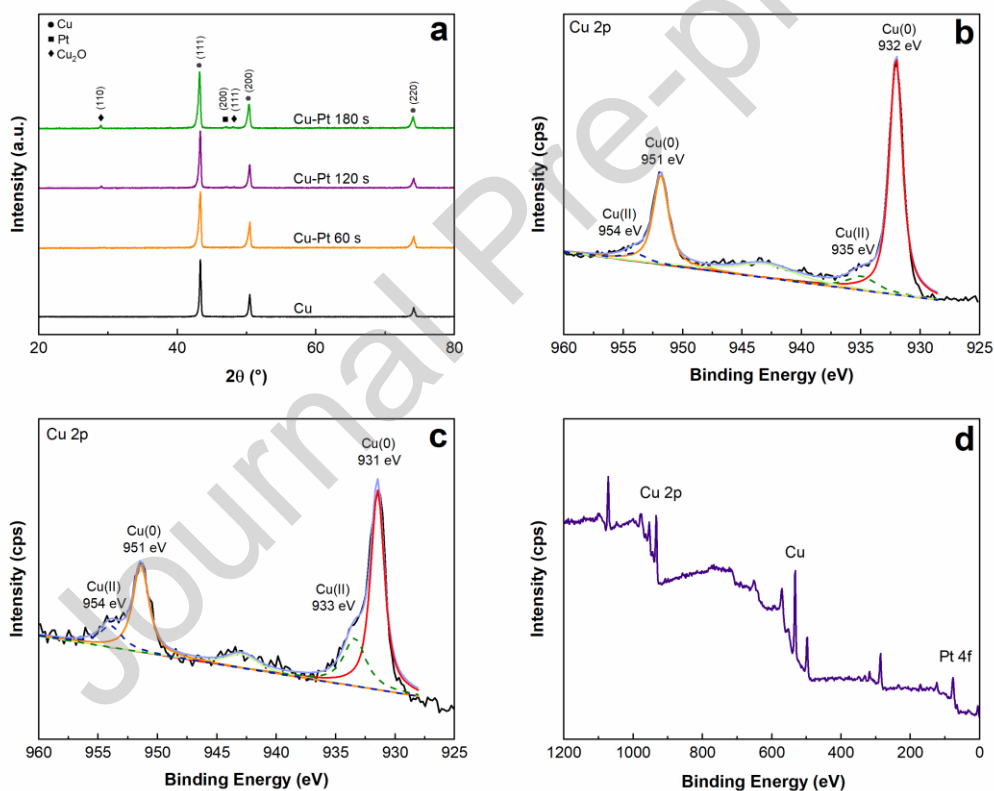 ● Cu
■ Pt
♦ Cu₂O
a
(110)
(111)
(200)
(111)
(200)
(220)
Cu-Pt 180 s
Cu-Pt 120 s
Cu-Pt 60 s
Cu
Intensity (a.u.)
20 40 60 80
2θ (°)
Cu 2p
b
Cu(0)
932 eV
Cu(0)
951 eV
Cu(II)
954 eV
Cu(II)
935 eV
Intensity (cps)
960 955 950 945 940 935 930 925
Binding Energy (eV)
Cu 2p
c
Cu(0)
931 eV
Cu(0)
951 eV
Cu(II)
954 eV
Cu(II)
933 eV
Intensity (cps)
960 955 950 945 940 935 930 925
Binding Energy (eV)
d
Cu 2p
Cu
Pt 4f
Intensity (cps)
1200 1000 800 600 400 200 0
Binding Energy (eV)
Journal Pre-p